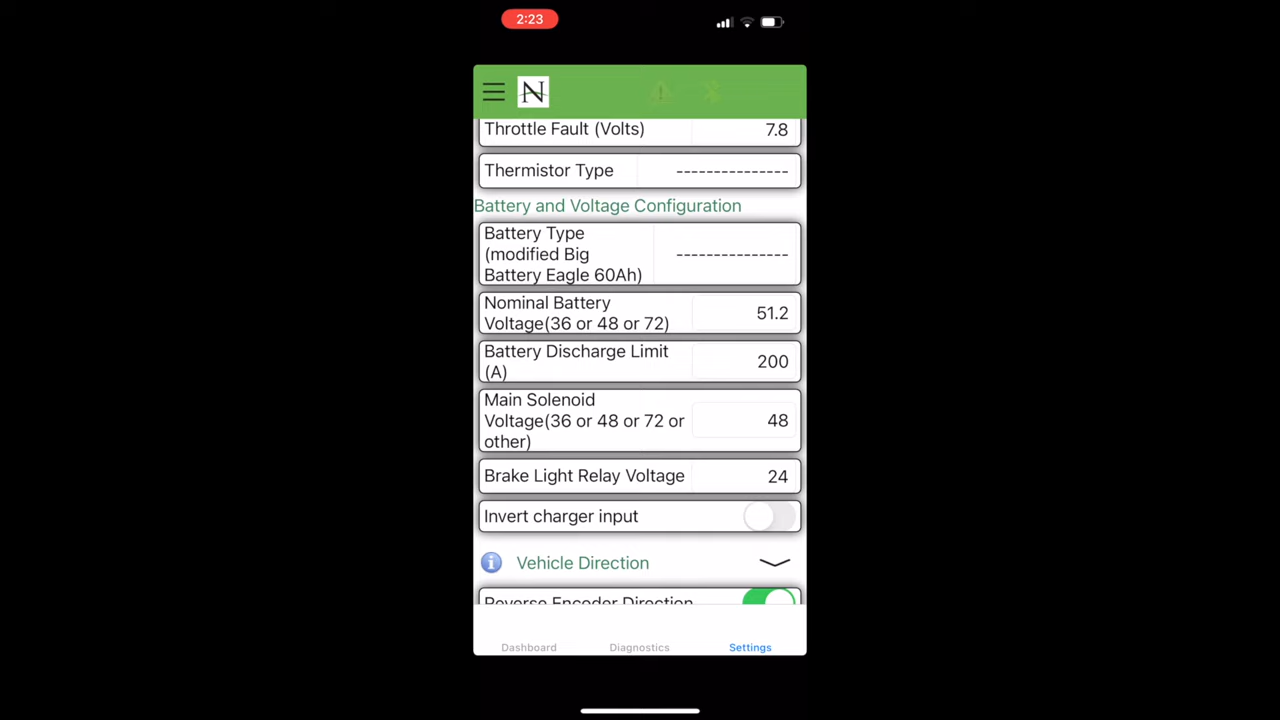 2:23
N
Throttle Fault (Volts) 7.8
Thermistor Type ---------------
Battery and Voltage Configuration
Battery Type
(modified Big
Battery Eagle 60Ah) ---------------
Nominal Battery
Voltage(36 or 48 or 72) 51.2
Battery Discharge Limit
(A) 200
Main Solenoid
Voltage(36 or 48 or 72 or
other) 48
Brake Light Relay Voltage 24
Invert charger input
Vehicle Direction
Reverse Encoder Direction
Dashboard Diagnostics Settings